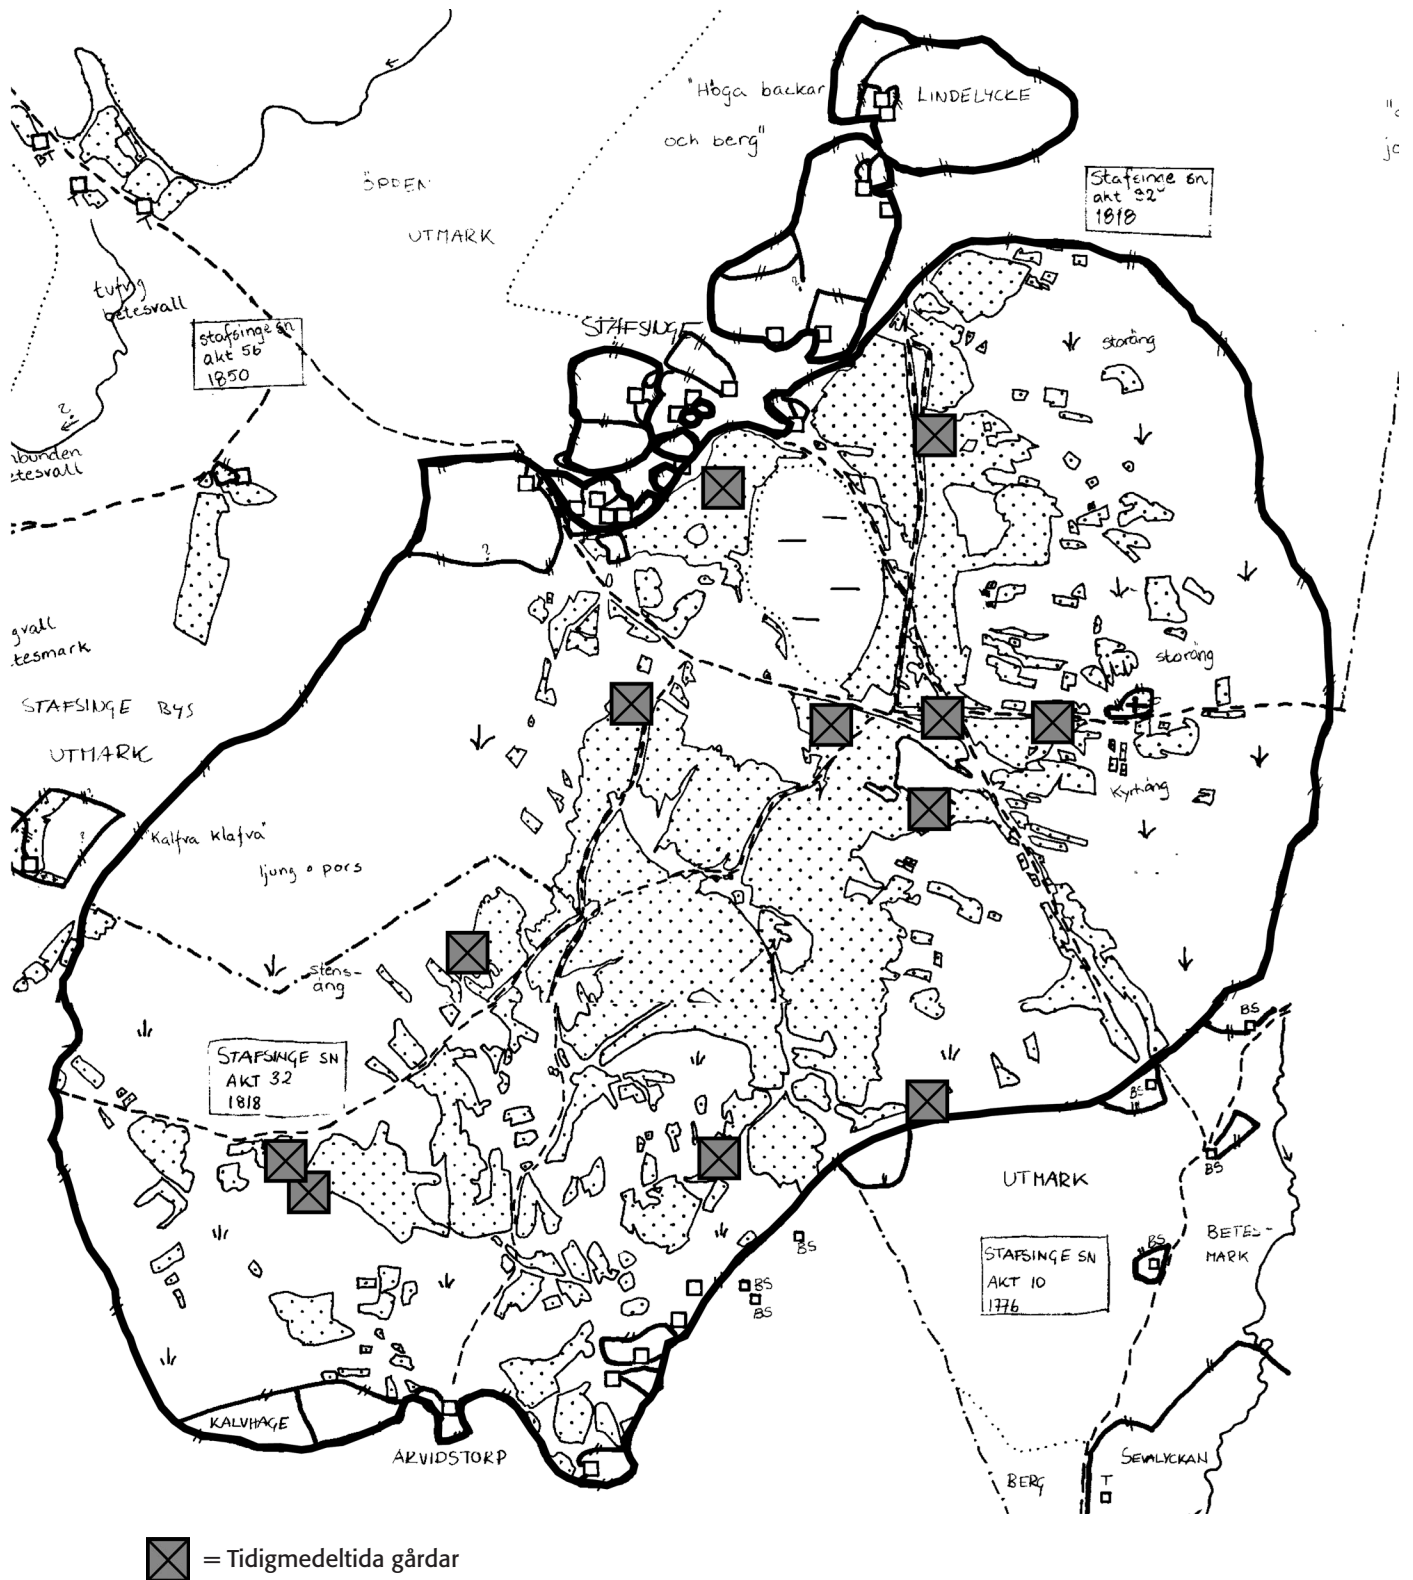 "Höga backar
och berg"
LINDELYCKE
UTMARK
Stafsinge sn
akt 32
1818
tufvig
betesvall
STAFSINGE
stafsinge sn
akt 56
1850
storäng
betesvall
storäng
STAFSINGE BYS
UTMARK
Kyrkäng
"Kalfva klafva"
ljung o pors
stens-
äng
STAFSINGE SN
AKT 32
1818
BS
BS
BS
UTMARK
BETES-
MARK
BS
BS
BS
BS
STAFSINGE SN
AKT 10
1776
KALVHAGE
ARVIDSTORP
BERG
T
SEVALYCKAN
BT
T
T
= Tidigmedeltida gårdar